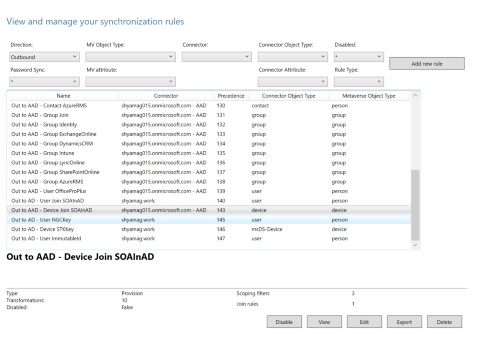 View and manage your synchronization rules
Direction: MV Object Type: Connector: Connector Object Type: Disabled:
Outbound *
Add new rule
Password Sync: MV attribute: Connector Attribute: Rule Type:
*
Name Connector Precedence Connector Object Type Metaverse Object Type
Out to AAD - Contact AzureRMS shyamag015.onmicrosoft.com - AAD 130 contact person
Out to AAD - Group Join shyamag015.onmicrosoft.com - AAD 131 group group
Out to AAD - Group Identity shyamag015.onmicrosoft.com - AAD 132 group group
Out to AAD - Group ExchangeOnline shyamag015.onmicrosoft.com - AAD 133 group group
Out to AAD - Group DynamicsCRM shyamag015.onmicrosoft.com - AAD 134 group group
Out to AAD - Group Intune shyamag015.onmicrosoft.com - AAD 135 group group
Out to AAD - Group LyncOnline shyamag015.onmicrosoft.com - AAD 136 group group
Out to AAD - Group SharePointOnline shyamag015.onmicrosoft.com - AAD 137 group group
Out to AAD - Group AzureRMS shyamag015.onmicrosoft.com - AAD 138 group group
Out to AAD - User OfficeProPlus shyamag015.onmicrosoft.com - AAD 139 user person
Out to AD - User Join SOAInAD shyamag.work 140 user person
Out to AAD - Device Join SOAInAD shyamag015.onmicrosoft.com - AAD 143 device device
Out to AD - User NGCKey shyamag.work 145 user person
Out to AD - Device STKKey shyamag.work 146 msDS-Device device
Out to AD - User ImmutableId shyamag.work 147 user person
Out to AAD - Device Join SOAInAD
Type: Provision Scoping filters 3
Transformations: 10
Join rules 1
Disabled: False
Disable View Edit Export Delete